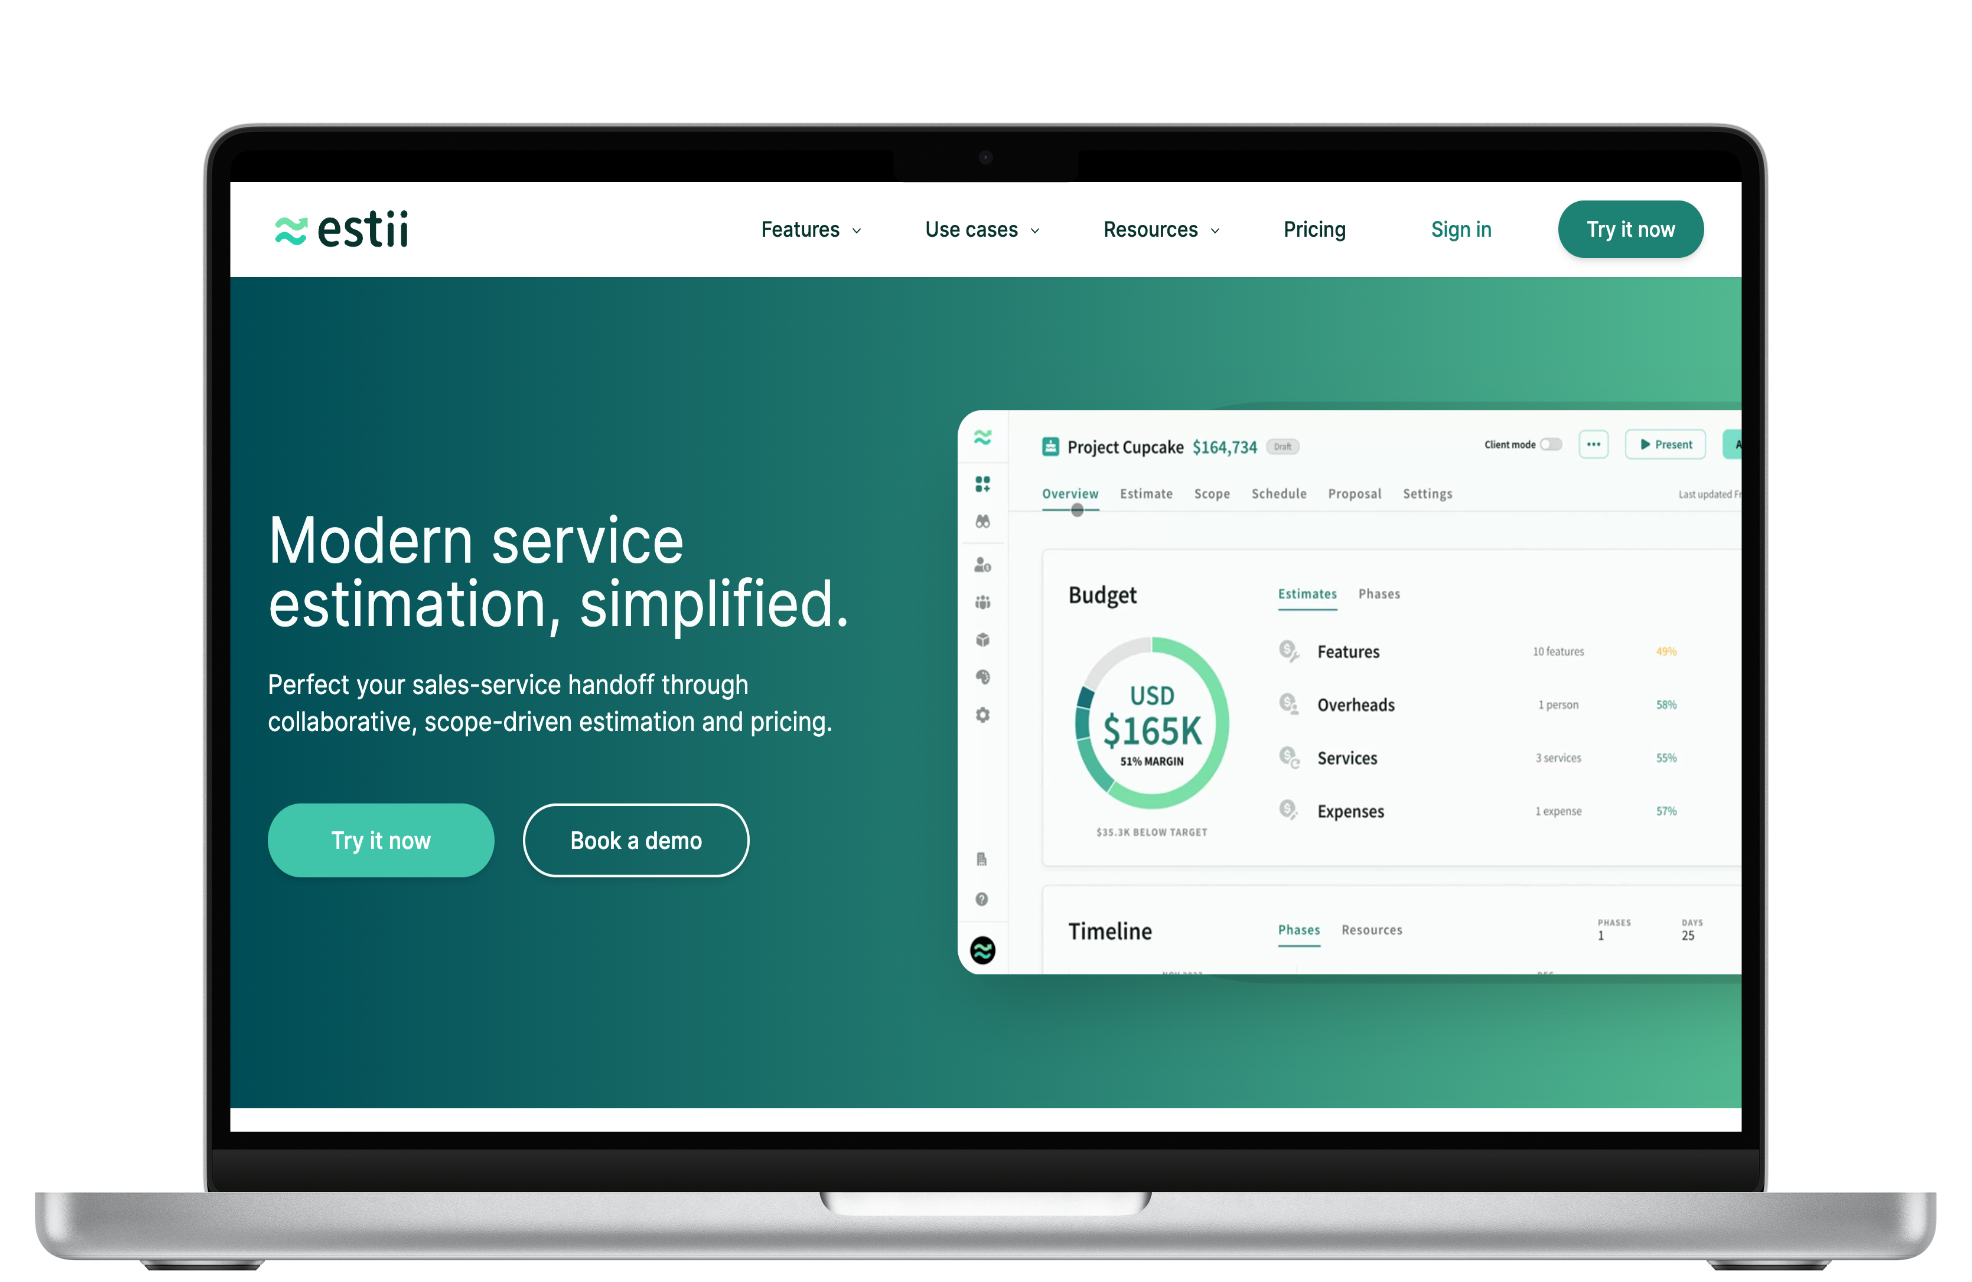 estii
Features
Use cases
Resources
Pricing
Sign in
Try it now
Modern service
estimation, simplified.
Perfect your sales-service handoff through
collaborative, scope-driven estimation and pricing.
Try it now
Book a demo
Project Cupcake $164,734 Draft
Client mode
Present
Overview Estimate Scope Schedule Proposal Settings
Last updated
Budget
Estimates Phases
USD
$165K
51% MARGIN
$35.3K BELOW TARGET
Features 10 features 49%
Overheads 1 person 58%
Services 3 services 55%
Expenses 1 expense 57%
Timeline
Phases Resources
PHASES
1
DAYS
25